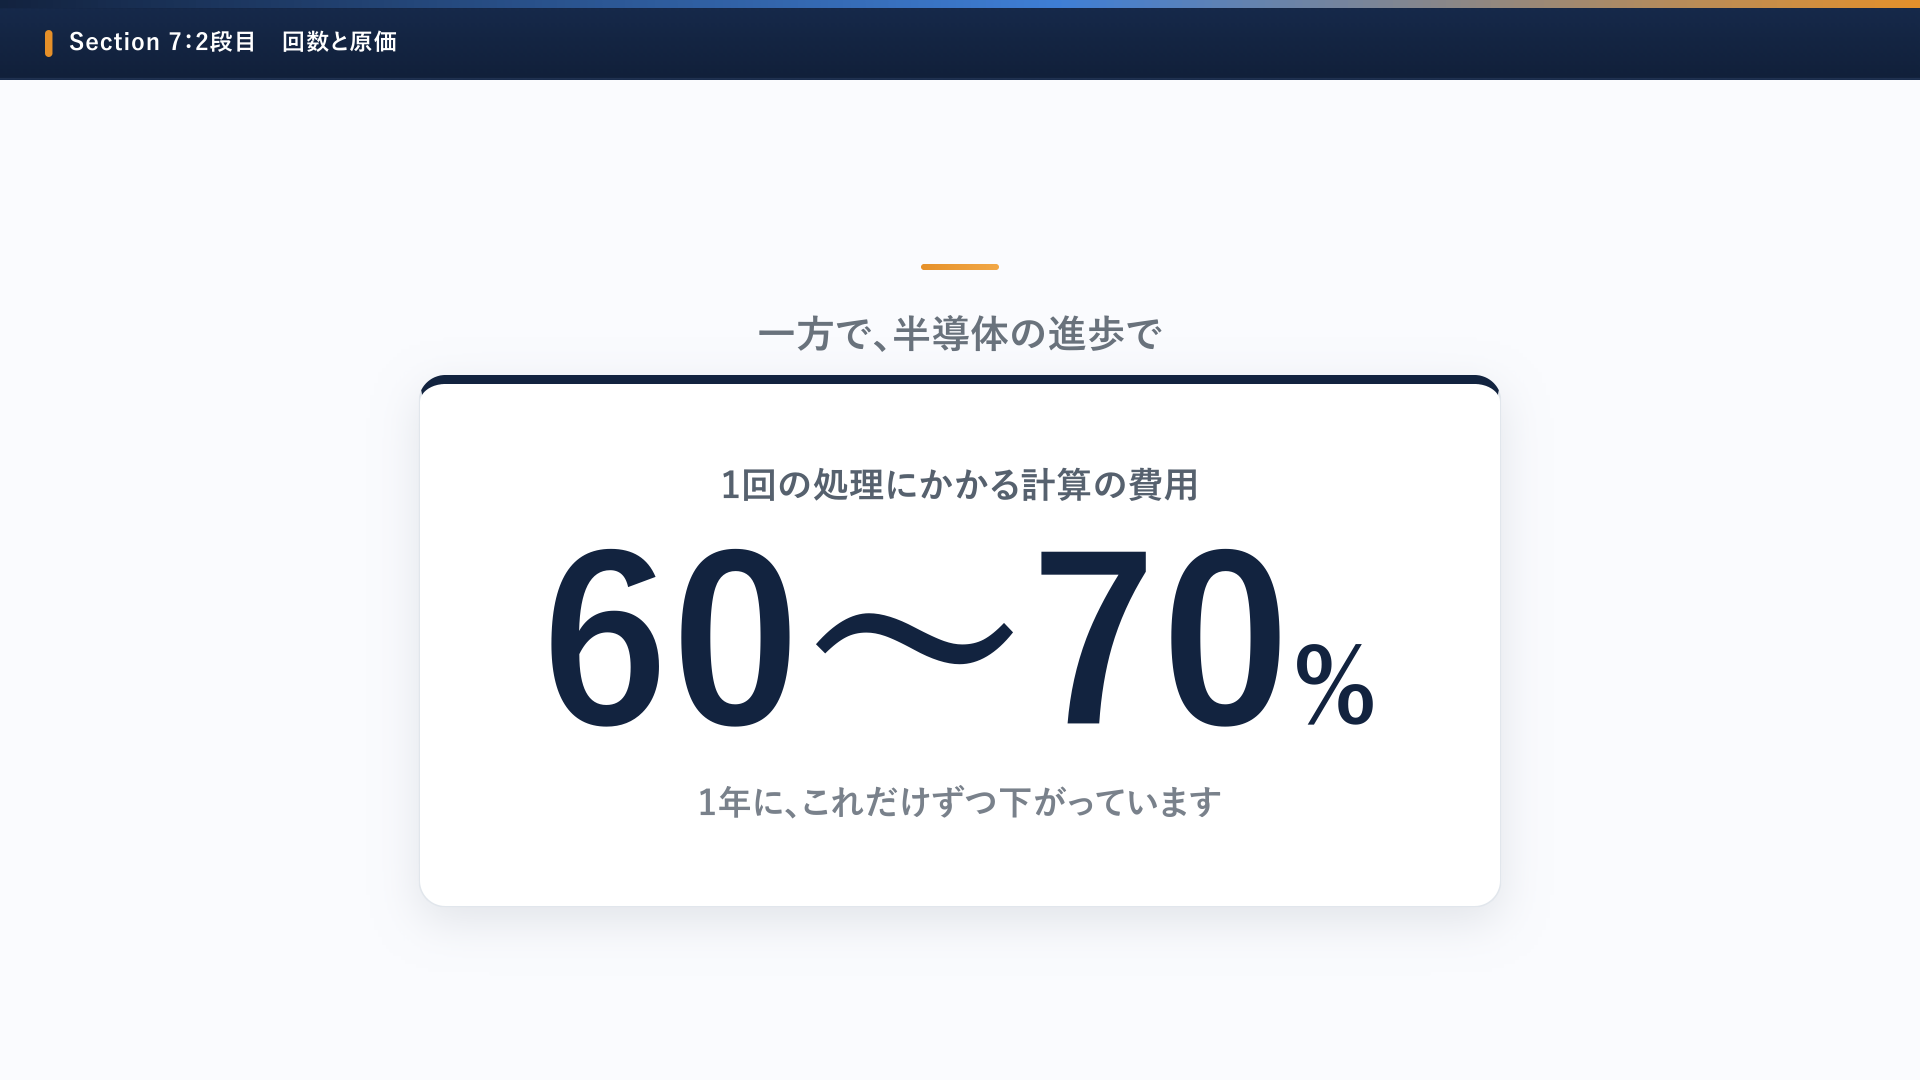 Section 7：2段目　回数と原価
一方で、半導体の進歩で
1回の処理にかかる計算の費用
60〜70%
1年に、これだけずつ下がっています